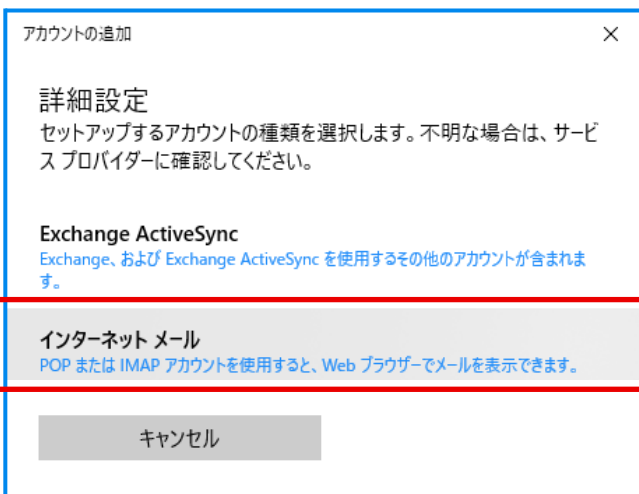 アカウントの追加
詳細設定
セットアップするアカウントの種類を選択します。不明な場合は、サービ
ス プロバイダーに確認してください。
Exchange ActiveSync
Exchange、および Exchange ActiveSync を使用するその他のアカウントが含まれま
す。
インターネット メール
POP または IMAP アカウントを使用すると、Web ブラウザーでメールを表示できます。
キャンセル